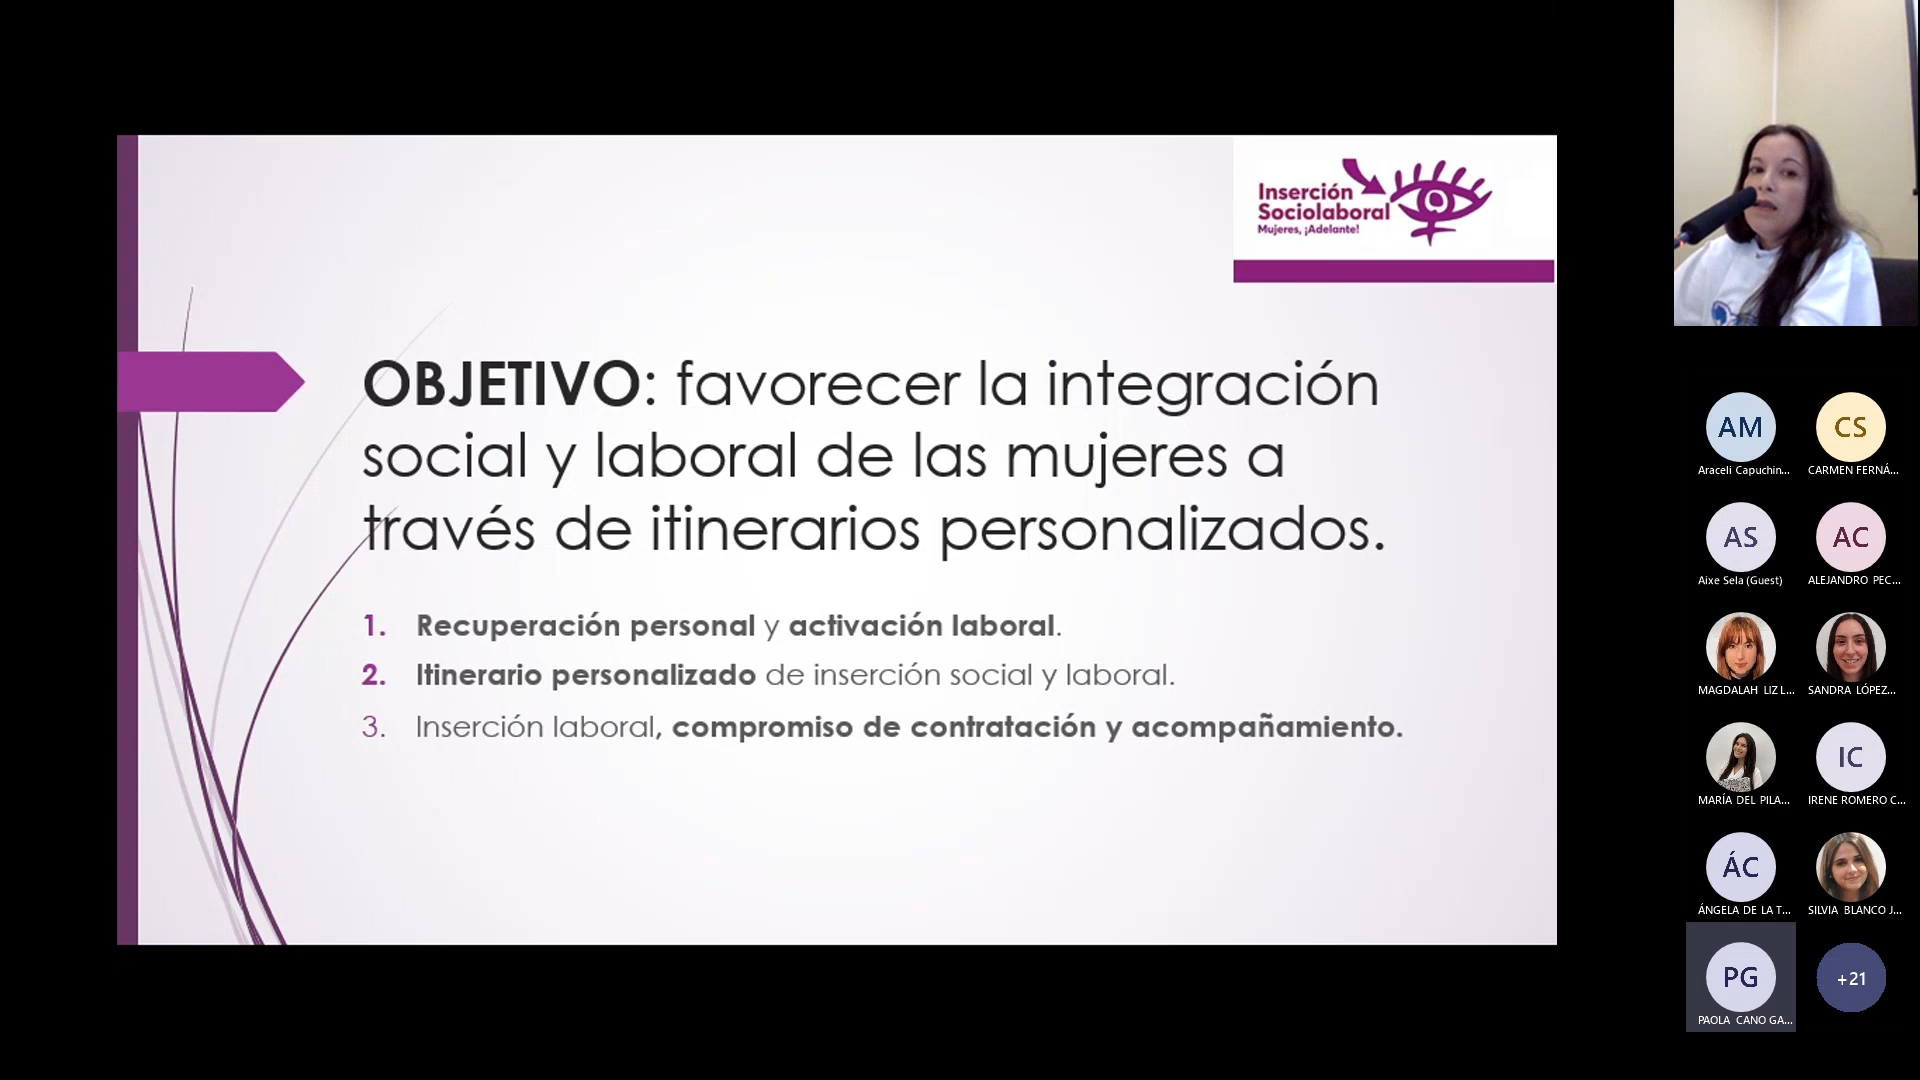 Inserción
Sociolaboral
Mujeres, ¡Adelante!
OBJETIVO: favorecer la integración
social y laboral de las mujeres a
través de itinerarios personalizados.
1. Recuperación personal y activación laboral.
2. Itinerario personalizado de inserción social y laboral.
3. Inserción laboral, compromiso de contratación y acompañamiento.
AM
CS
Araceli Capuchin...
CARMEN FERNÁ...
AS
AC
Aixe Sela (Guest)
ALEJANDRO PEC...
MAGDALAH LIZ L...
SANDRA LÓPEZ...
IC
MARÍA DEL PILA...
IRENE ROMERO C...
ÁC
ÁNGELA DE LA T...
SILVIA BLANCO J...
PG
+21
PAOLA CANO GA...